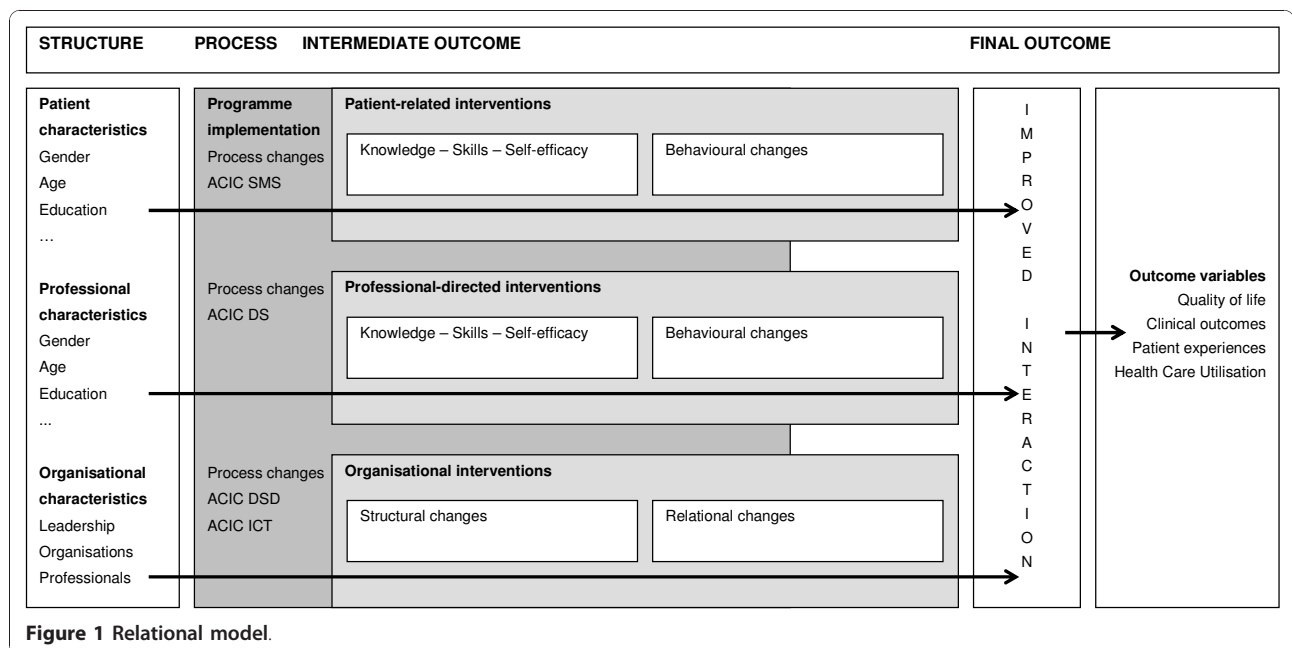 STRUCTURE PROCESS INTERMEDIATE OUTCOME FINAL OUTCOME
Patient
characteristics
Gender
Age
Education
…
Professional
characteristics
Gender
Age
Education
...
Organisational
characteristics
Leadership
Organisations
Professionals
Programme
implementation
Process changes
ACIC SMS
Process changes
ACIC DS
Process changes
ACIC DSD
ACIC ICT
Patient-related interventions
Knowledge – Skills – Self-efficacy
Behavioural changes
Professional-directed interventions
Knowledge – Skills – Self-efficacy
Behavioural changes
Organisational interventions
Structural changes
Relational changes
IMPROVED INTERACTION
Outcome variables
Quality of life
Clinical outcomes
Patient experiences
Health Care Utilisation
Figure 1 Relational model.